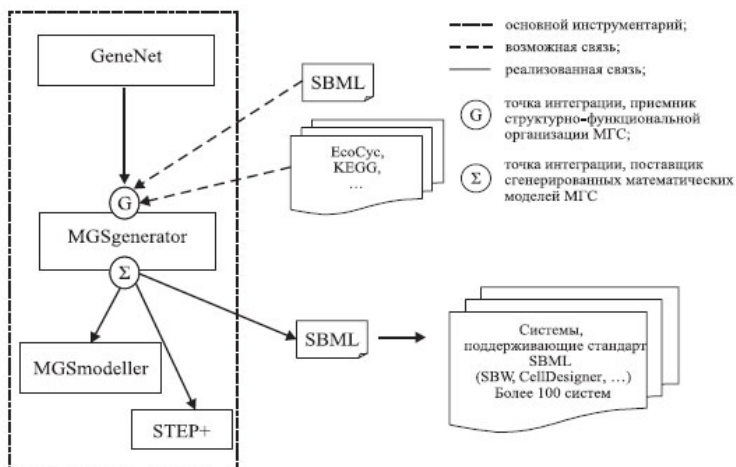 GeneNet
SBML
EcoCyc,
KEGG,
...
G
MGSgenerator
Σ
MGSmodeller
STEP+
SBML
Системы,
поддерживающие стандарт
SBML
(SBW, CellDesigner, ...)
Более 100 систем
основной инструментарий;
возможная связь;
реализованная связь;
G
точка интеграции, приемник
структурно-функциональной
организации МГС;
Σ
точка интеграции, поставщик
сгенерированных математических
моделей МГС